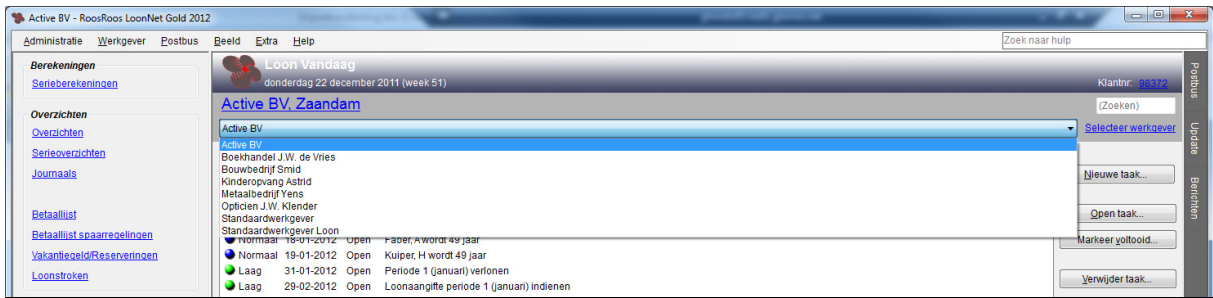 Active BV - RoosRoos LoonNet Gold 2012
Administratie Werkgever Postbus Beeld Extra Help
Zoek naar hulp
Berekeningen
Serieberekeningen
Overzichten
Overzichten
Serieoverzichten
Journaals
Betaallijst
Betaallijst spaarregelingen
Vakantiegeld/Reserveringen
Loonstroken
Loon Vandaag
donderdag 22 december 2011 (week 51)
Klantnr: 98372
Active BV, Zaandam
(Zoeken)
Active BV
Selecteer werkgever
Active BV
Boekhandel J.W. de Vries
Bouwbedrijf Smid
Kinderopvang Astrid
Metaalbedrijf Yens
Opticien J.W. Klender
Standaardwerkgever
Standaardwerkgever Loon
Normaal 18-01-2012 Open Faber, A wordt 49 jaar
Normaal 19-01-2012 Open Kuiper, H wordt 49 jaar
Laag 31-01-2012 Open Periode 1 (januari) verlonen
Laag 29-02-2012 Open Loonaangifte periode 1 (januari) indienen
Nieuwe taak...
Open taak...
Markeer voltooid...
Verwijder taak...
Postbus
Update
Berichten